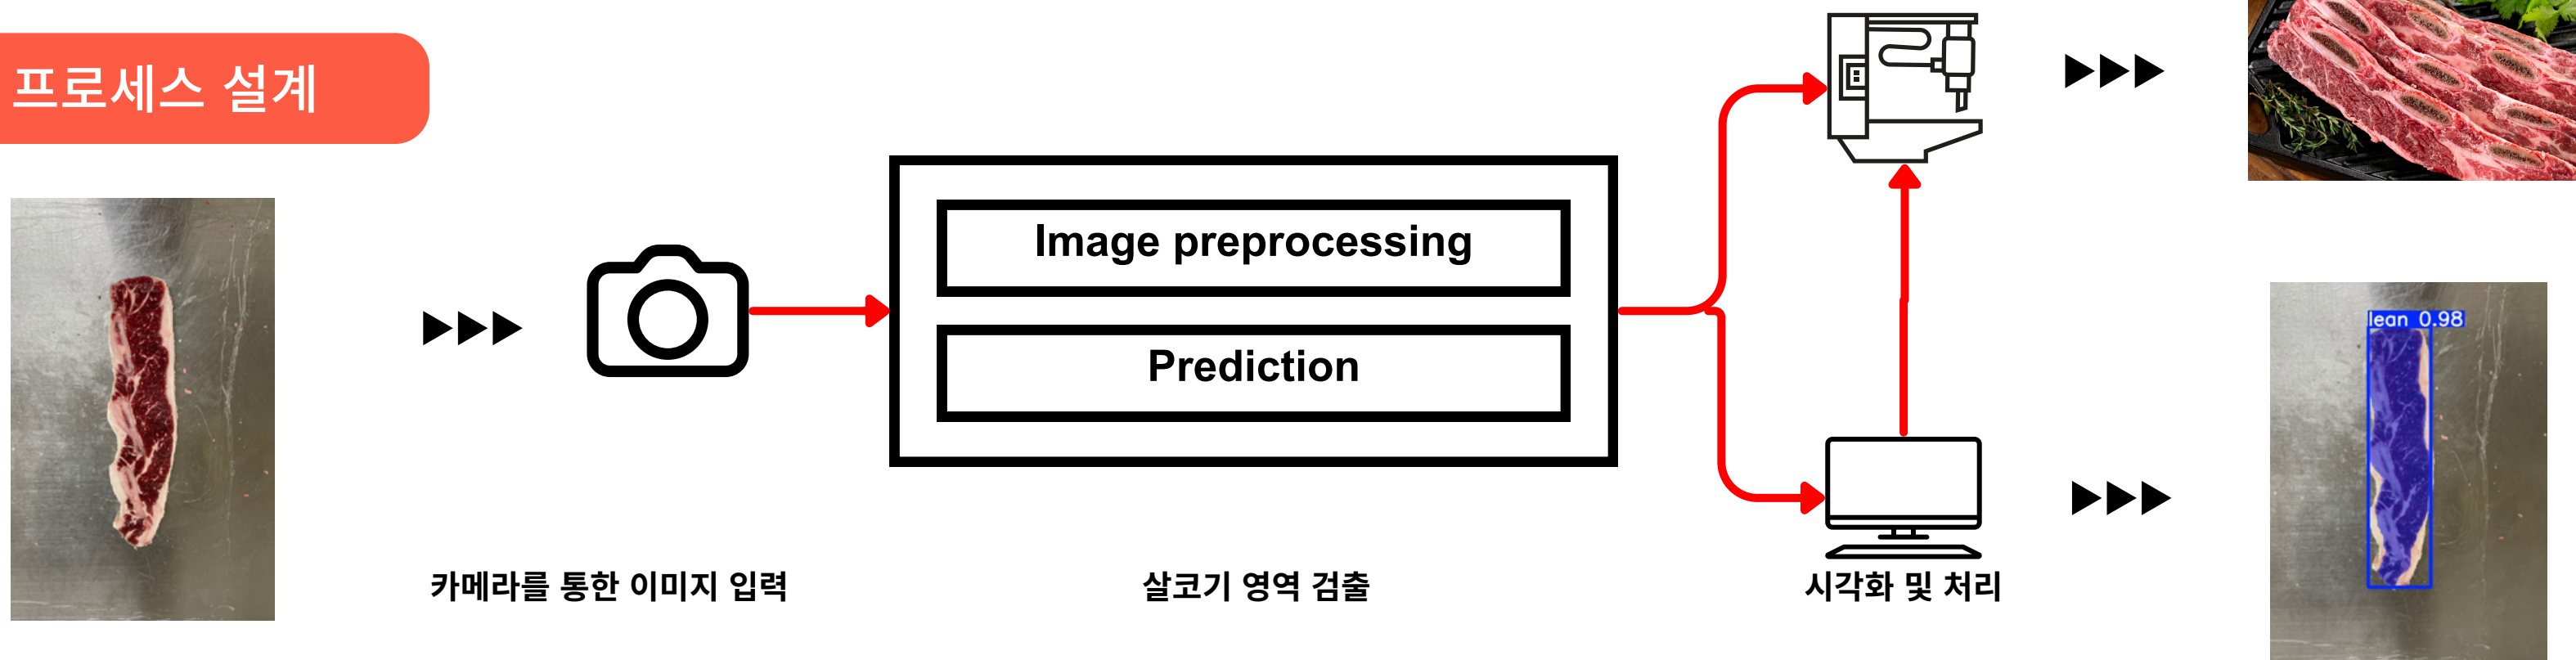 프로세스 설계
Image preprocessing
Prediction
lean 0.98
카메라를 통한 이미지 입력
살코기 영역 검출
시각화 및 처리